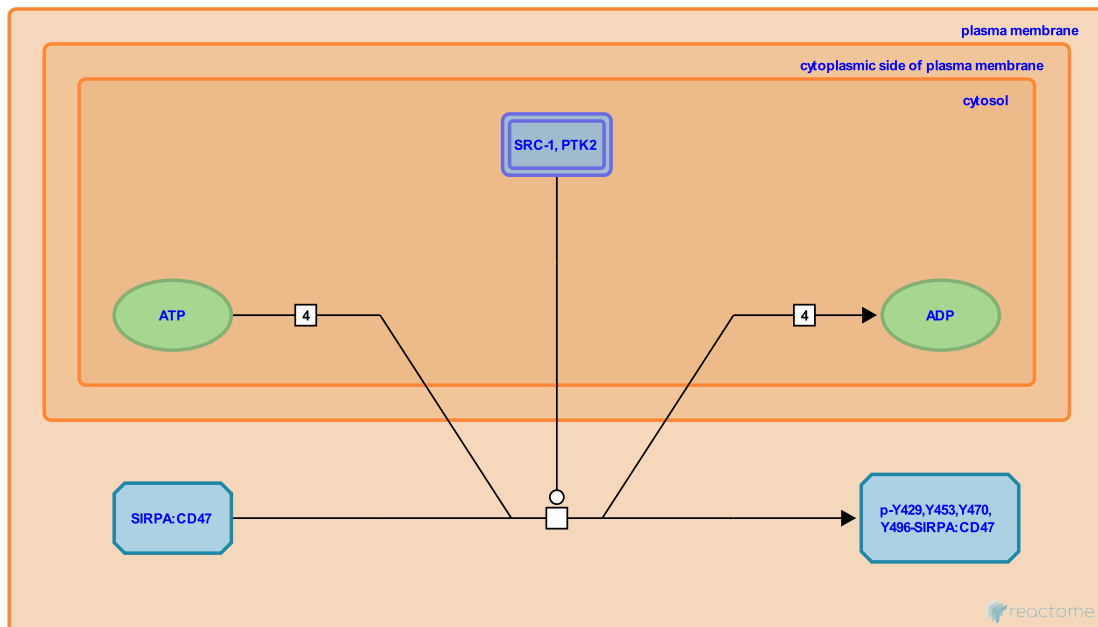 plasma membrane
cytoplasmic side of plasma membrane
cytosol
SRC-1, PTK2
ATP
4
4
ADP
SIRPA:CD47
p-Y429,Y453,Y470,
Y496-SIRPA:CD47
reactome